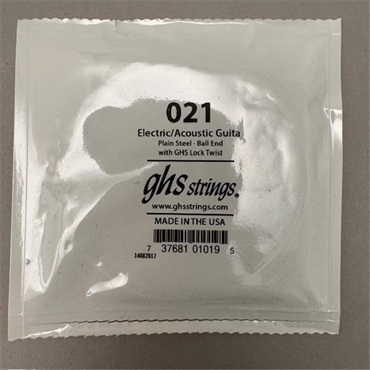 021
Electric/Acoustic Guita
Plain Steel - Ball End
with GHS Lock Twist
ghs strings®
www.ghsstrings.com
MADE IN THE USA
7 37681 01019 5
14082017